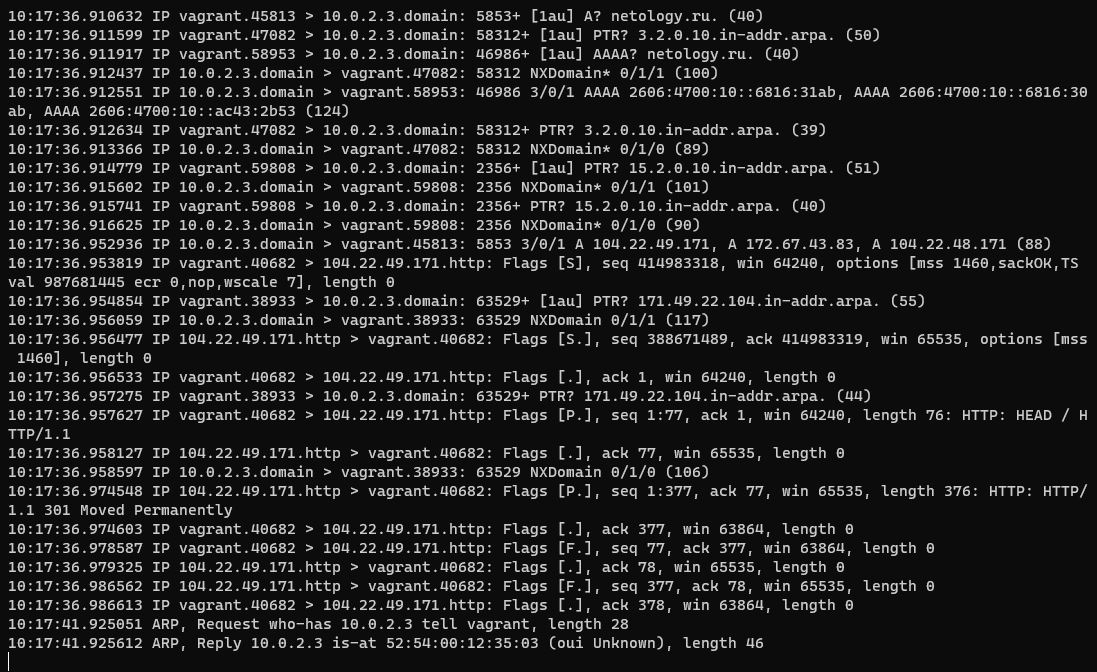 10:17:36.910632 IP vagrant.45813 > 10.0.2.3.domain: 5853+ [1au] A? netology.ru. (40)
10:17:36.911599 IP vagrant.47082 > 10.0.2.3.domain: 58312+ [1au] PTR? 3.2.0.10.in-addr.arpa. (50)
10:17:36.911917 IP vagrant.58953 > 10.0.2.3.domain: 46986+ [1au] AAAA? netology.ru. (40)
10:17:36.912437 IP 10.0.2.3.domain > vagrant.47082: 58312 NXDomain* 0/1/1 (100)
10:17:36.912551 IP 10.0.2.3.domain > vagrant.58953: 46986 3/0/1 AAAA 2606:4700:10::6816:31ab, AAAA 2606:4700:10::6816:30
ab, AAAA 2606:4700:10::ac43:2b53 (124)
10:17:36.912634 IP vagrant.47082 > 10.0.2.3.domain: 58312+ PTR? 3.2.0.10.in-addr.arpa. (39)
10:17:36.913366 IP 10.0.2.3.domain > vagrant.47082: 58312 NXDomain* 0/1/0 (89)
10:17:36.914779 IP vagrant.59808 > 10.0.2.3.domain: 2356+ [1au] PTR? 15.2.0.10.in-addr.arpa. (51)
10:17:36.915602 IP 10.0.2.3.domain > vagrant.59808: 2356 NXDomain* 0/1/1 (101)
10:17:36.915741 IP vagrant.59808 > 10.0.2.3.domain: 2356+ PTR? 15.2.0.10.in-addr.arpa. (40)
10:17:36.916625 IP 10.0.2.3.domain > vagrant.59808: 2356 NXDomain* 0/1/0 (90)
10:17:36.952936 IP 10.0.2.3.domain > vagrant.45813: 5853 3/0/1 A 104.22.49.171, A 172.67.43.83, A 104.22.48.171 (88)
10:17:36.953819 IP vagrant.40682 > 104.22.49.171.http: Flags [S], seq 414983318, win 64240, options [mss 1460,sackOK,TS
val 987681445 ecr 0,nop,wscale 7], length 0
10:17:36.954854 IP vagrant.38933 > 10.0.2.3.domain: 63529+ [1au] PTR? 171.49.22.104.in-addr.arpa. (55)
10:17:36.956059 IP 10.0.2.3.domain > vagrant.38933: 63529 NXDomain 0/1/1 (117)
10:17:36.956477 IP 104.22.49.171.http > vagrant.40682: Flags [S.], seq 388671489, ack 414983319, win 65535, options [mss
 1460], length 0
10:17:36.956533 IP vagrant.40682 > 104.22.49.171.http: Flags [.], ack 1, win 64240, length 0
10:17:36.957275 IP vagrant.38933 > 10.0.2.3.domain: 63529+ PTR? 171.49.22.104.in-addr.arpa. (44)
10:17:36.957627 IP vagrant.40682 > 104.22.49.171.http: Flags [P.], seq 1:77, ack 1, win 64240, length 76: HTTP: HEAD / H
TTP/1.1
10:17:36.958127 IP 104.22.49.171.http > vagrant.40682: Flags [.], ack 77, win 65535, length 0
10:17:36.958597 IP 10.0.2.3.domain > vagrant.38933: 63529 NXDomain 0/1/0 (106)
10:17:36.974548 IP 104.22.49.171.http > vagrant.40682: Flags [P.], seq 1:377, ack 77, win 65535, length 376: HTTP: HTTP/
1.1 301 Moved Permanently
10:17:36.974603 IP vagrant.40682 > 104.22.49.171.http: Flags [.], ack 377, win 63864, length 0
10:17:36.978587 IP vagrant.40682 > 104.22.49.171.http: Flags [F.], seq 77, ack 377, win 63864, length 0
10:17:36.979325 IP 104.22.49.171.http > vagrant.40682: Flags [.], ack 78, win 65535, length 0
10:17:36.986562 IP 104.22.49.171.http > vagrant.40682: Flags [F.], seq 377, ack 78, win 65535, length 0
10:17:36.986613 IP vagrant.40682 > 104.22.49.171.http: Flags [.], ack 378, win 63864, length 0
10:17:41.925051 ARP, Request who-has 10.0.2.3 tell vagrant, length 28
10:17:41.925612 ARP, Reply 10.0.2.3 is-at 52:54:00:12:35:03 (oui Unknown), length 46